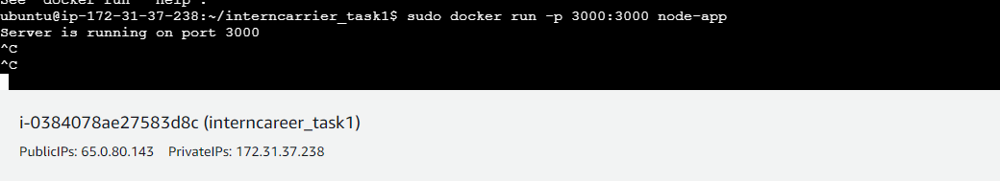 See 'docker run --help'.
ubuntu@ip-172-31-37-238:~/interncarrier_task1$ sudo docker run -p 3000:3000 node-app
Server is running on port 3000
^C
^C
i-0384078ae27583d8c (interncareer_task1)
PublicIPs: 65.0.80.143 PrivateIPs: 172.31.37.238